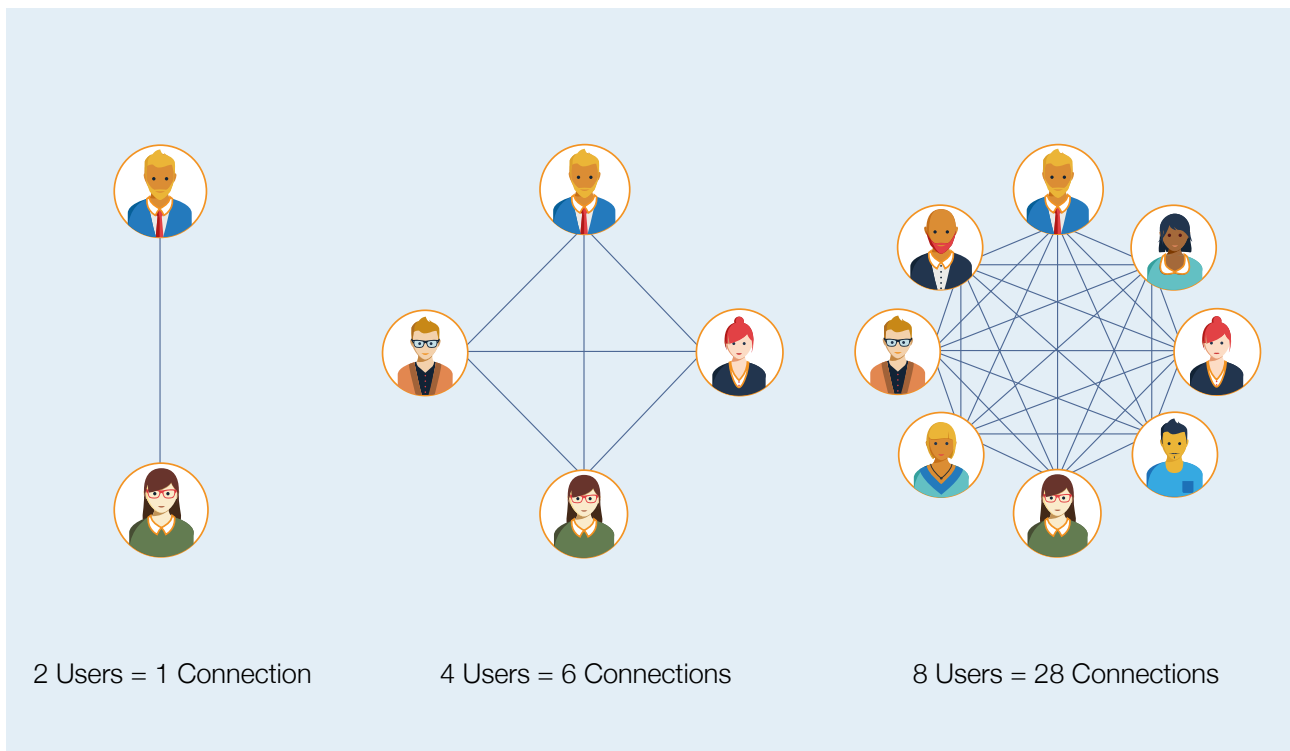 2 Users = 1 Connection
4 Users = 6 Connections
8 Users = 28 Connections